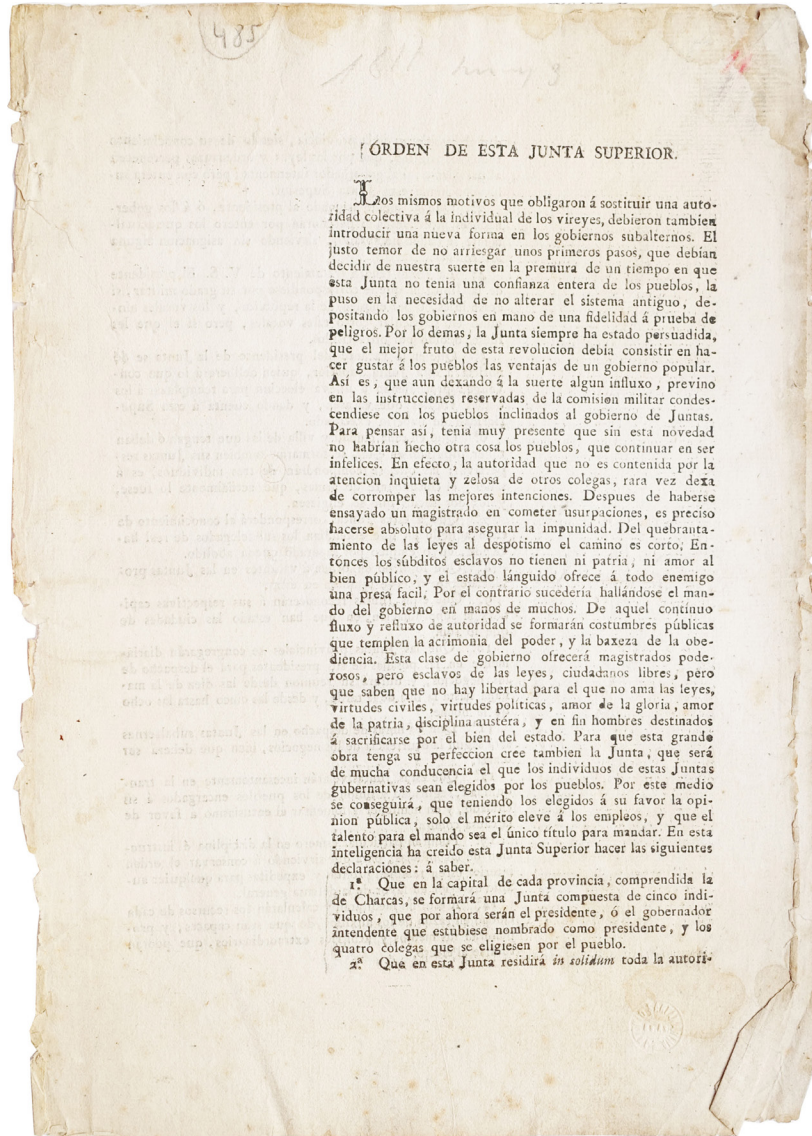 485
1811 may 3
ÓRDEN DE ESTA JUNTA SUPERIOR.
Los mismos motivos que obligaron á sostituir una auto-
ridad colectiva á la individual de los vireyes, debieron tambien
introducir una nueva forma en los gobiernos subalternos. El
justo temor de no arriesgar unos primeros pasos, que debían
decidir de nuestra suerte en la premura de un tiempo en que
esta Junta no tenia una confianza entera de los pueblos, la
puso en la necesidad de no alterar el sistema antiguo, de-
positando los gobiernos en mano de una fidelidad á prueba de
peligros. Por lo demas, la Junta siempre ha estado persuadida,
que el mejor fruto de esta revolucion debia consistir en ha-
cer gustar á los pueblos las ventajas de un gobierno popular.
Así es, que aun dexando á la suerte algun influxo, previno
en las instrucciones reservadas de la comision militar condes-
cendiese con los pueblos inclinados al gobierno de Juntas.
Para pensar así, tenia muy presente que sin esta novedad
no habrían hecho otra cosa los pueblos, que continuar en ser
infelices. En efecto, la autoridad que no es contenida por la
atencion inquieta y zelosa de otros colegas, rara vez dexa
de corromper las mejores intenciones. Despues de haberse
ensayado un magistrado en cometer usurpaciones, es preciso
hacerse absoluto para asegurar la impunidad. Del quebranta-
miento de las leyes al despotismo el camino es corto; En-
tonces los súbditos esclavos no tienen ni patria, ni amor al
bien público, y el estado lánguido ofrece á todo enemigo
una presa facil. Por el contrario sucedería hallándose el man-
do del gobierno en manos de muchos. De aquel continuo
fluxo y refluxo de autoridad se formarán costumbres públicas
que templen la acrimonia del poder, y la baxeza de la obe-
diencia. Esta clase de gobierno ofrecerá magistrados pode-
rosos, pero esclavos de las leyes, ciudadanos libres, pero
que saben que no hay libertad para el que no ama las leyes,
virtudes civiles, virtudes politicas, amor de la gloria, amor
de la patria, disciplina austéra, y en fin hombres destinados
á sacrificarse por el bien del estado. Para que esta grande
obra tenga su perfeccion cree tambien la Junta, que será
de mucha conducencia el que los individuos de estas Juntas
gubernativas sean elegidos por los pueblos. Por este medio
se conseguirá, que teniendo los elegidos á su favor la opi-
nion pública, solo el mérito eleve á los empleos, y que el
talento para el mando sea el único título para mandar. En esta
inteligencia ha creido esta Junta Superior hacer las siguientes
declaraciones: á saber.
1.ª Que en la capital de cada provincia, comprendida la
de Charcas, se formará una Junta compuesta de cinco indi-
viduos, que por ahora serán el presidente, ó el gobernador
intendente que estubiese nombrado como presidente, y los
quatro colegas que se eligiesen por el pueblo.
2.ª Que en esta Junta residirá in solidum toda la autori-